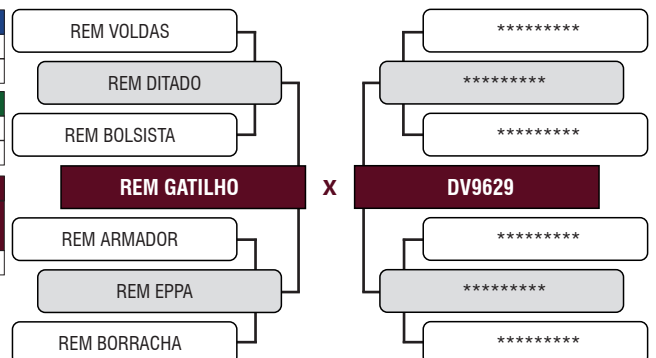 REM VOLDAS *********
REM DITADO *********
REM BOLSISTA *********
REM GATILHO X DV9629
REM ARMADOR *********
REM EPPA *********
REM BORRACHA *********